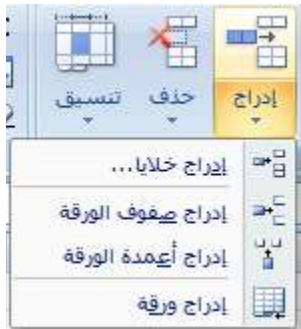 إدراج حذف تنسيق
إدراج خلايا...
إدراج صفوف الورقة
إدراج أعمدة الورقة
إدراج ورقة